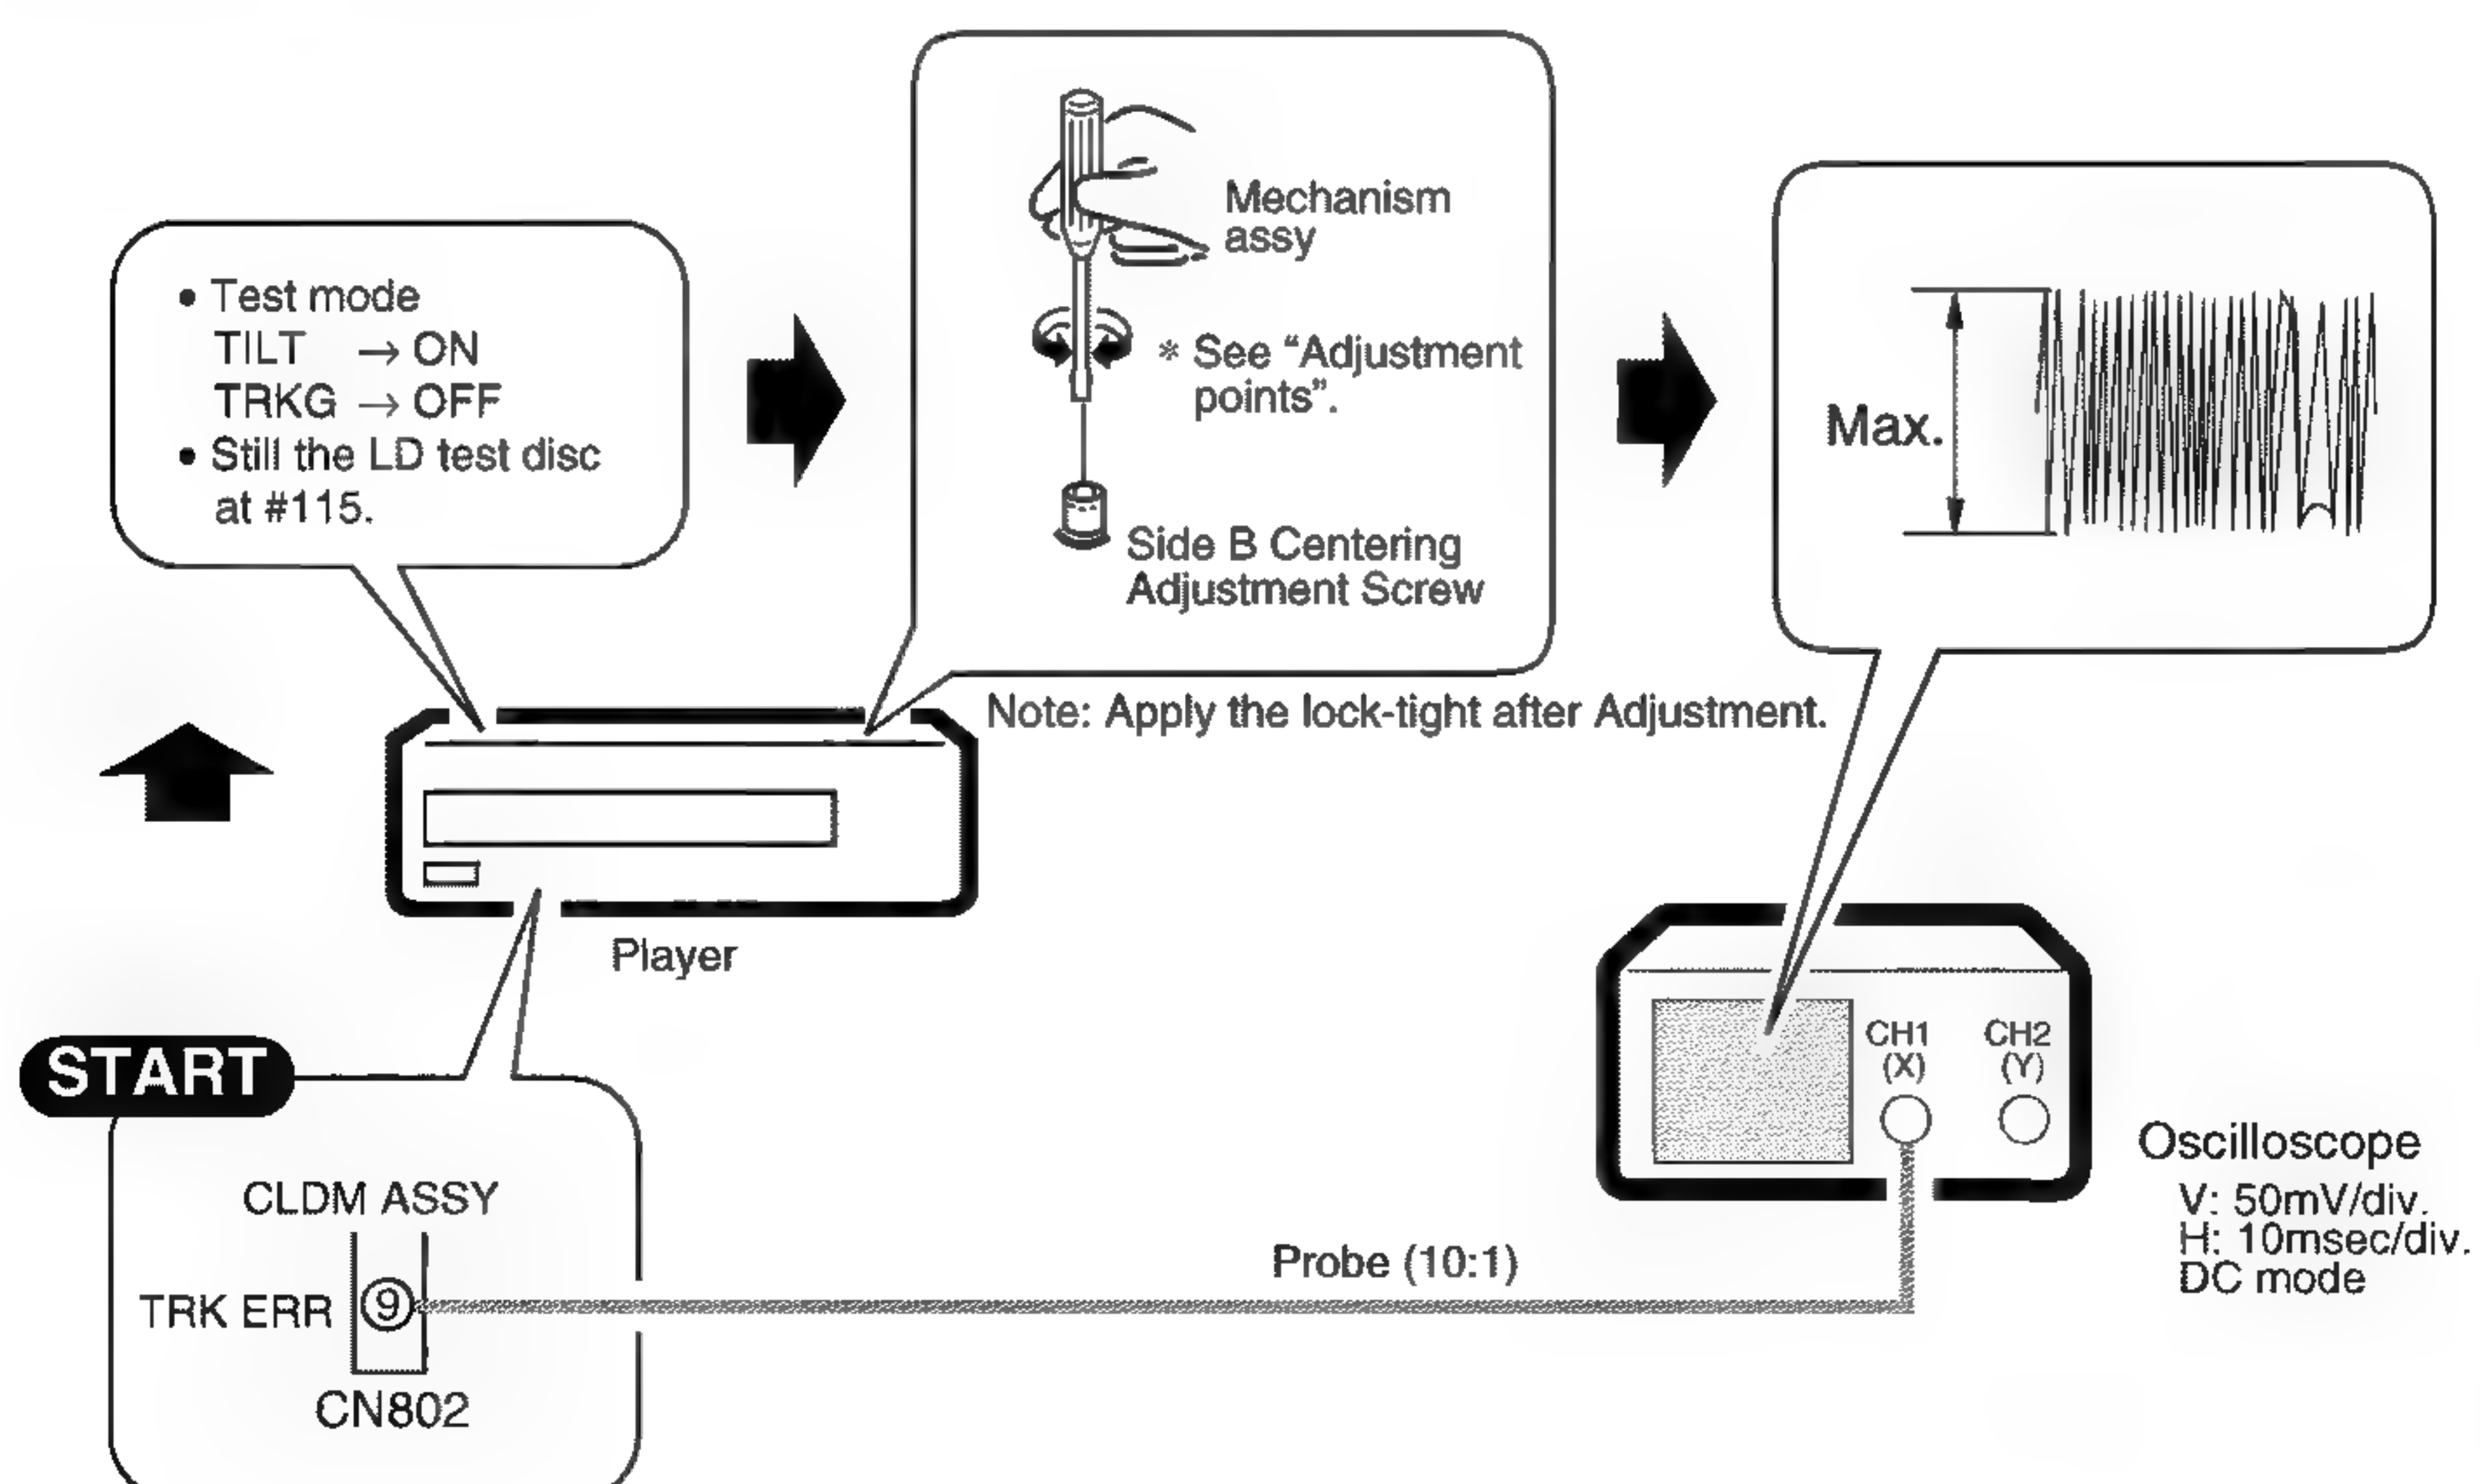 • Test mode
TILT → ON
TRKG → OFF
• Still the LD test disc
at #115.
Mechanism
assy
* See “Adjustment
points”.
Side B Centering
Adjustment Screw
Max.
Note: Apply the lock-tight after Adjustment.
Player
START
CLDM ASSY
TRK ERR
9
CN802
Probe (10:1)
CH1
(X)
CH2
(Y)
Oscilloscope
V: 50mV/div.
H: 10msec/div.
DC mode